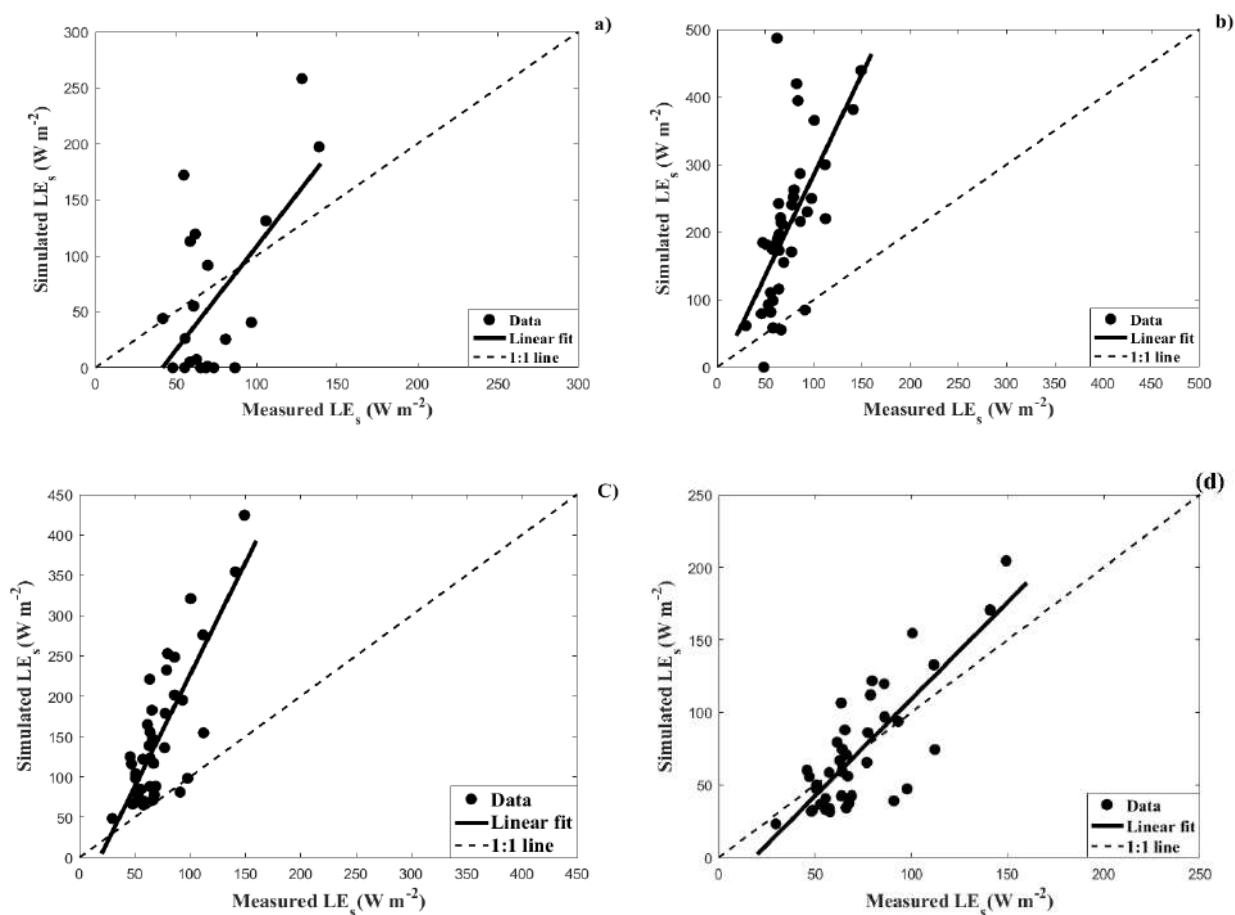 a)
300
250
200
150
100
50
0
Simulated LEs (W m-2)
0 50 100 150 200 250 300
Measured LEs (W m-2)
Data
Linear fit
1:1 line
b)
500
400
300
200
100
0
Simulated LEs (W m-2)
0 50 100 150 200 250 300 350 400 450 500
Measured LEs (W m-2)
Data
Linear fit
1:1 line
C)
450
400
350
300
250
200
150
100
50
0
Simulated LEs (W m-2)
0 50 100 150 200 250 300 350 400 450
Measured LEs(W m-2)
Data
Linear fit
1:1 line
(d)
250
200
150
100
50
0
Simulated LEs(W m-2)
0 50 100 150 200 250
Measured LEs(W m-2)
Data
Linear fit
1:1 line